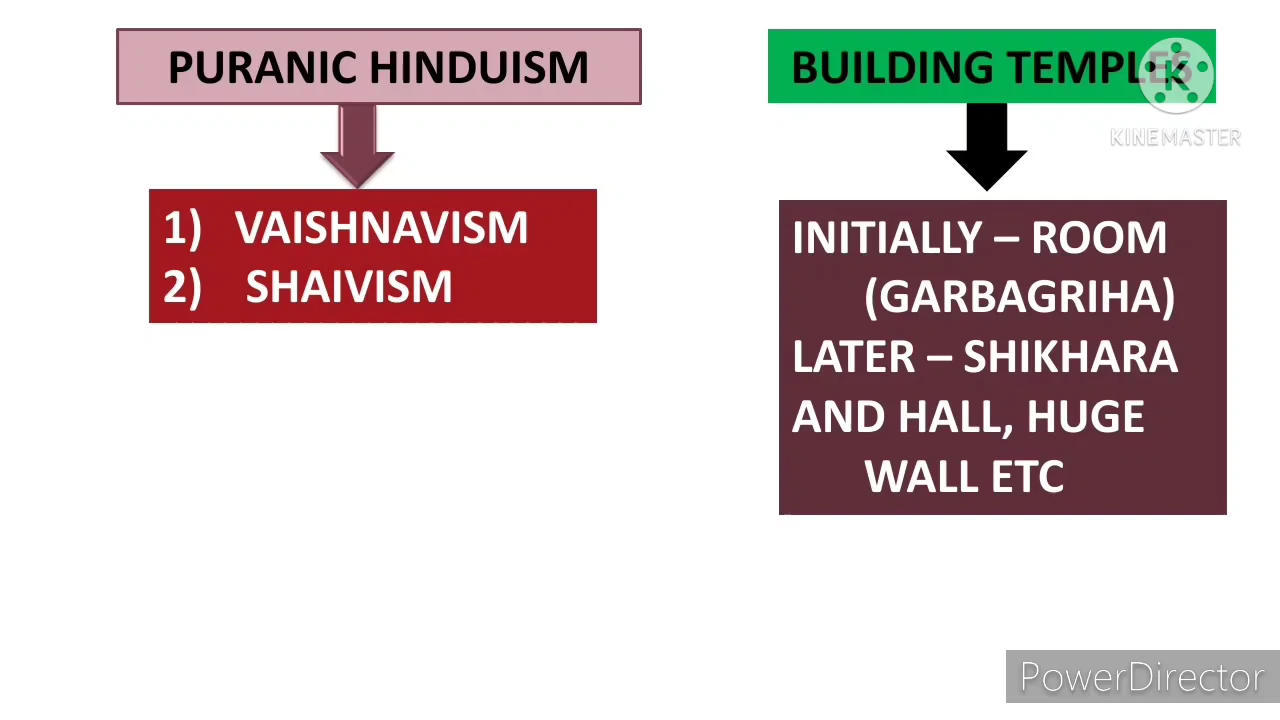 PURANIC HINDUISM
1) VAISHNAVISM
2) SHAIVISM
BUILDING TEMPLES
KINEMASTER
INITIALLY – ROOM
(GARBAGRIHA)
LATER – SHIKHARA
AND HALL, HUGE
WALL ETC
PowerDirector